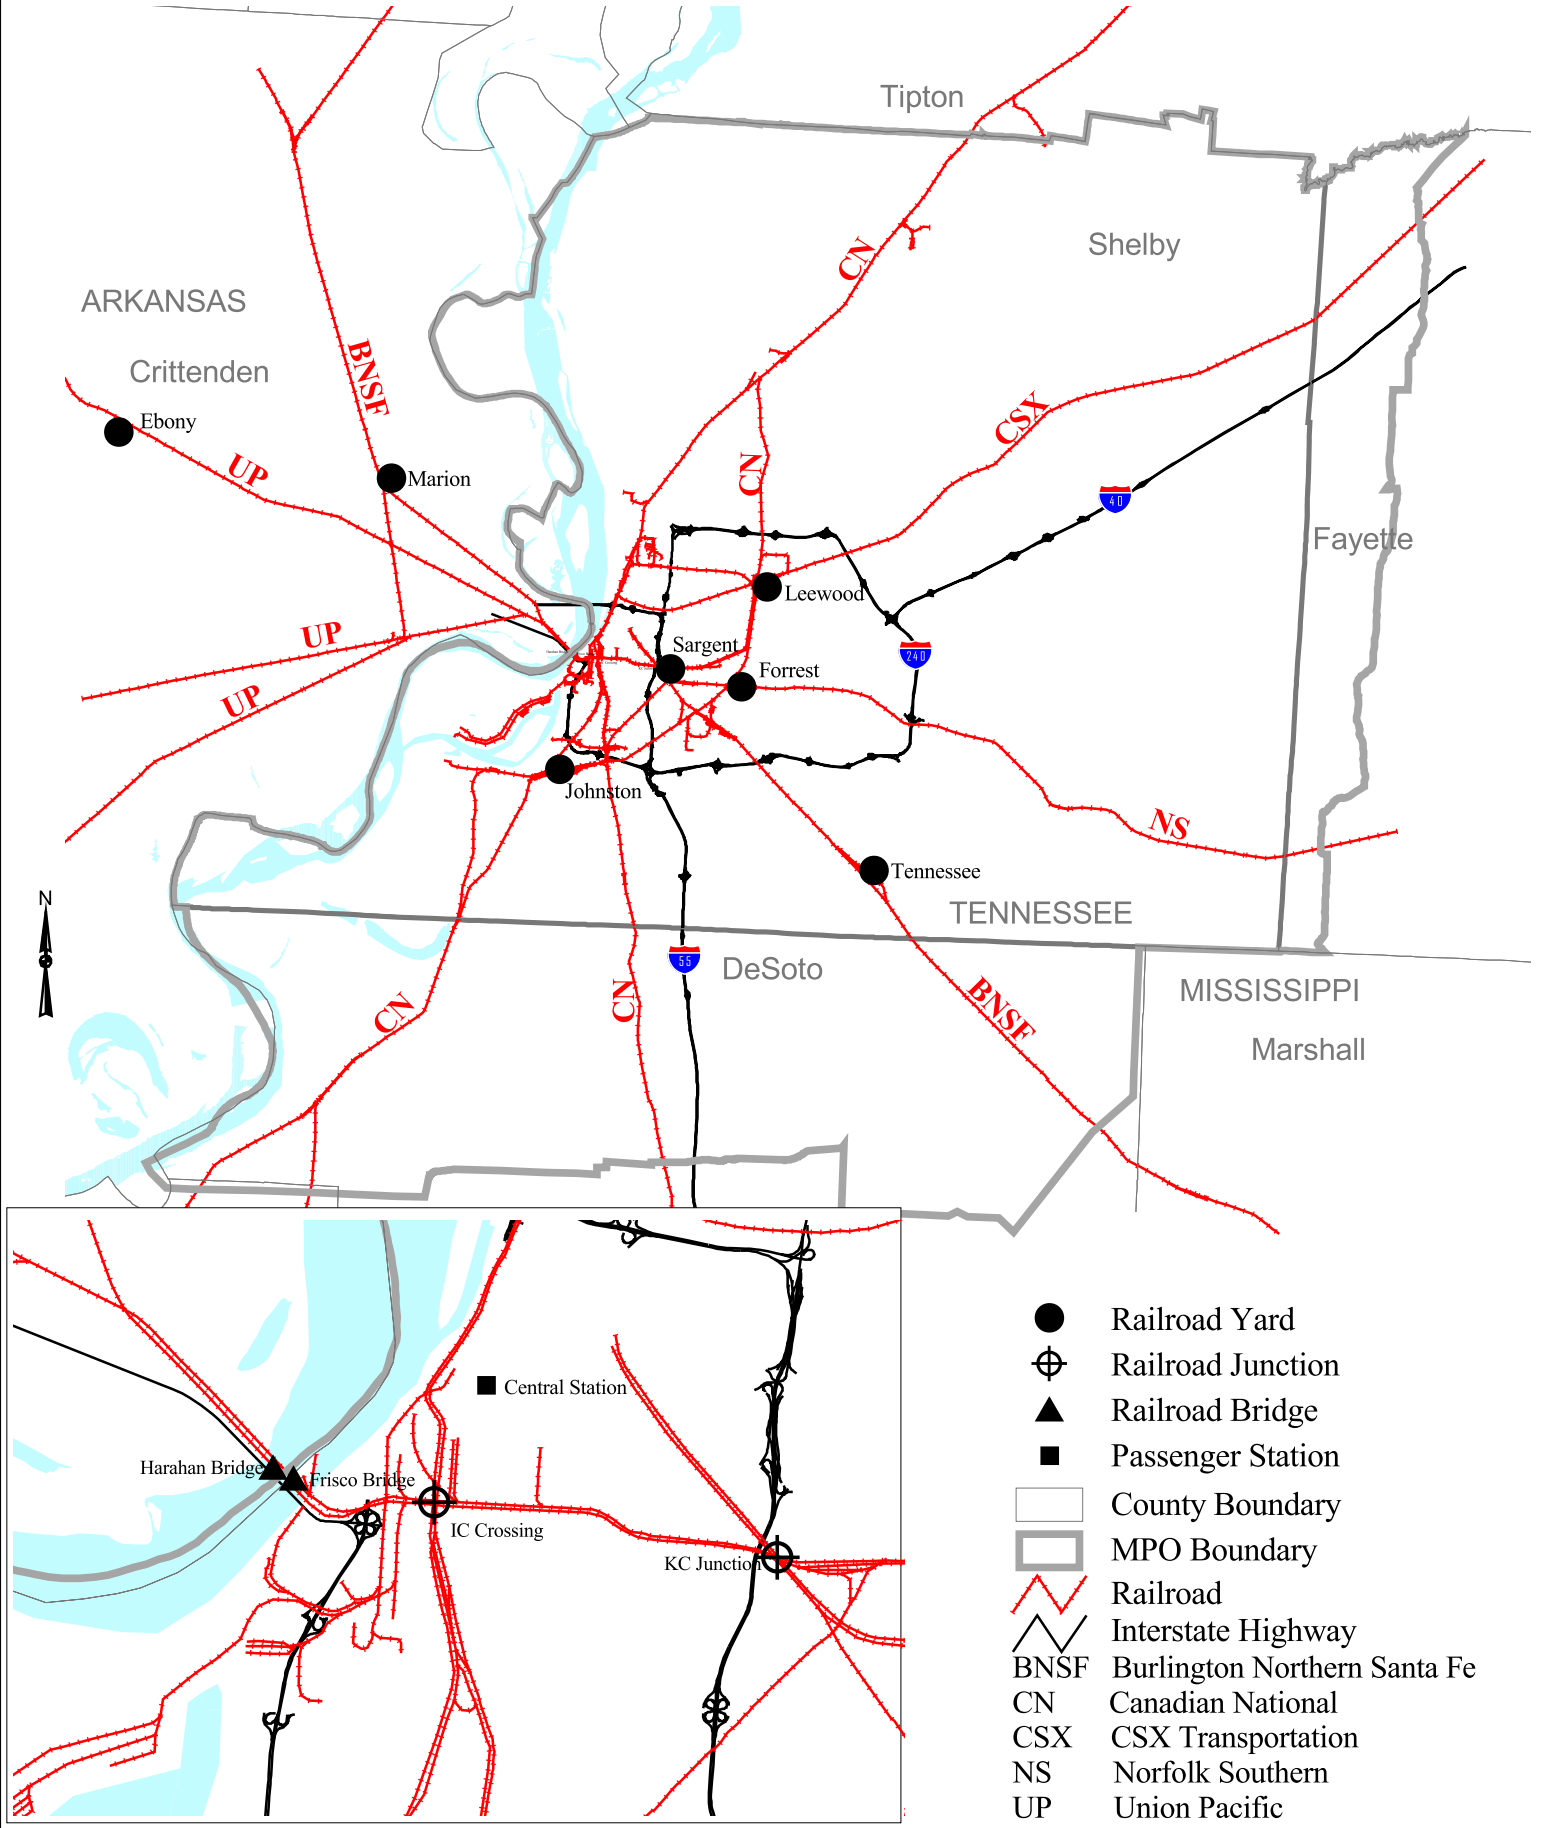 Tipton
Shelby
CN
ARKANSAS
BNSF
Crittenden
Ebony
CSX
UP
CN
Marion
40
Fayette
Leewood
UP
Sargent
240
Forrest
UP
Johnston
NS
Tennessee
N
TENNESSEE
55
DeSoto
MISSISSIPPI
CN
CN
BNSF
Marshall
Central Station
Harahan Bridge
Frisco Bridge
IC Crossing
KC Junction
Railroad Yard
Railroad Junction
Railroad Bridge
Passenger Station
County Boundary
MPO Boundary
Railroad
Interstate Highway
BNSF Burlington Northern Santa Fe
CN Canadian National
CSX CSX Transportation
NS Norfolk Southern
UP Union Pacific